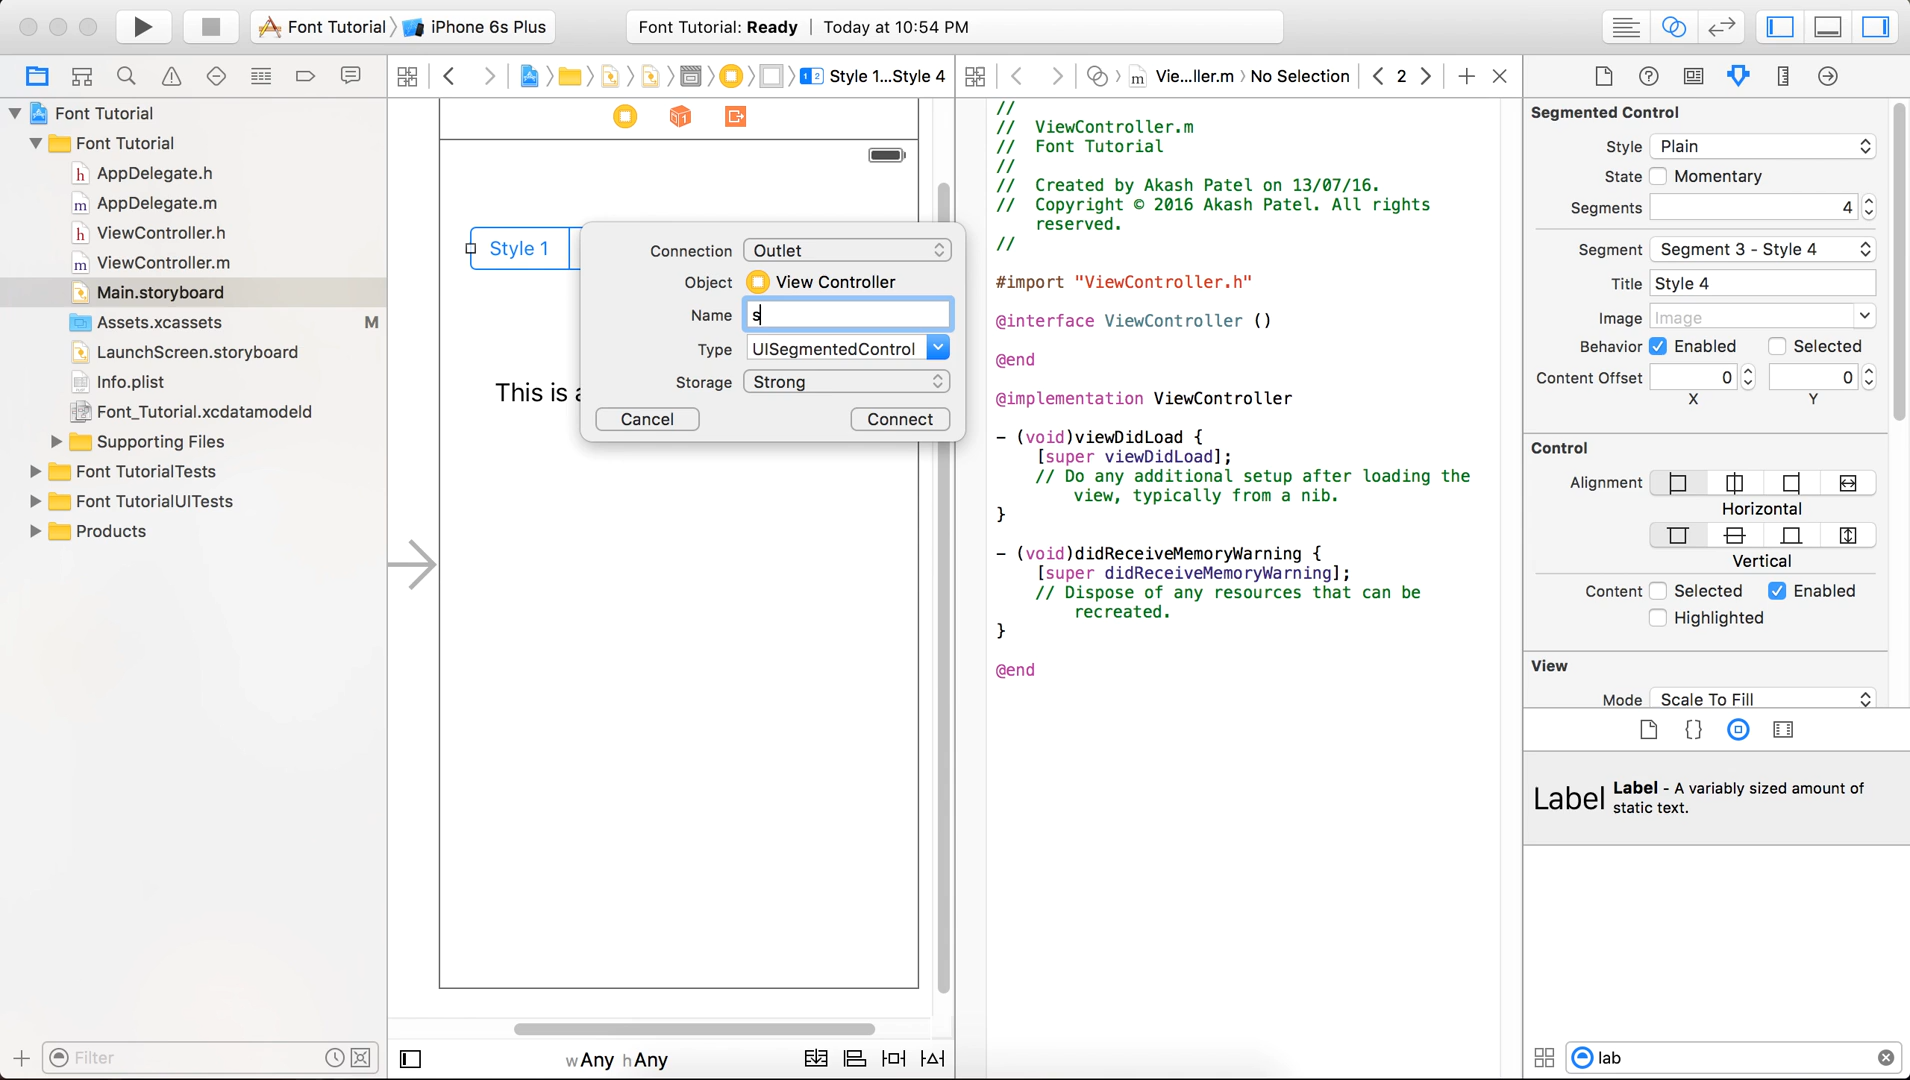 Font Tutorial
iPhone 6s Plus
Font Tutorial: Ready
Today at 10:54 PM
Style 1...Style 4
Vie...ller.m
No Selection
2
Font Tutorial
Font Tutorial
h AppDelegate.h
m AppDelegate.m
h ViewController.h
m ViewController.m
Main.storyboard
Assets.xcassets M
LaunchScreen.storyboard
Info.plist
Font_Tutorial.xcdatamodeld
Supporting Files
Font TutorialTests
Font TutorialUITests
Products
Filter
Style 1
This is a
Connection Outlet
Object View Controller
Name s
Type UISegmentedControl
Storage Strong
Cancel Connect
wAny hAny
//
// ViewController.m
// Font Tutorial
//
// Created by Akash Patel on 13/07/16.
// Copyright © 2016 Akash Patel. All rights
reserved.
//
#import "ViewController.h"
@interface ViewController ()
@end
@implementation ViewController
- (void)viewDidLoad {
[super viewDidLoad];
// Do any additional setup after loading the
view, typically from a nib.
}
- (void)didReceiveMemoryWarning {
[super didReceiveMemoryWarning];
// Dispose of any resources that can be
recreated.
}
@end
Segmented Control
Style Plain
State Momentary
Segments 4
Segment Segment 3 - Style 4
Title Style 4
Image Image
Behavior Enabled Selected
Content Offset 0 0
X Y
Control
Alignment
Horizontal
Vertical
Content Selected Enabled
Highlighted
View
Mode Scale To Fill
Label
Label - A variably sized amount of
static text.
lab